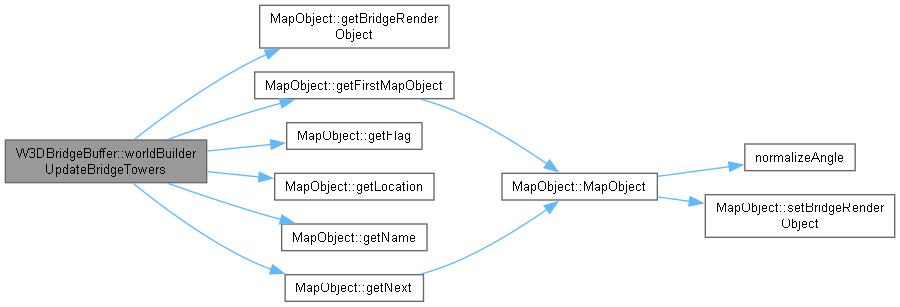 MapObject::getBridgeRender
Object
MapObject::getFirstMapObject
W3DBridgeBuffer::worldBuilder
UpdateBridgeTowers
MapObject::getFlag
MapObject::getLocation
MapObject::getName
MapObject::getNext
MapObject::MapObject
normalizeAngle
MapObject::setBridgeRender
Object